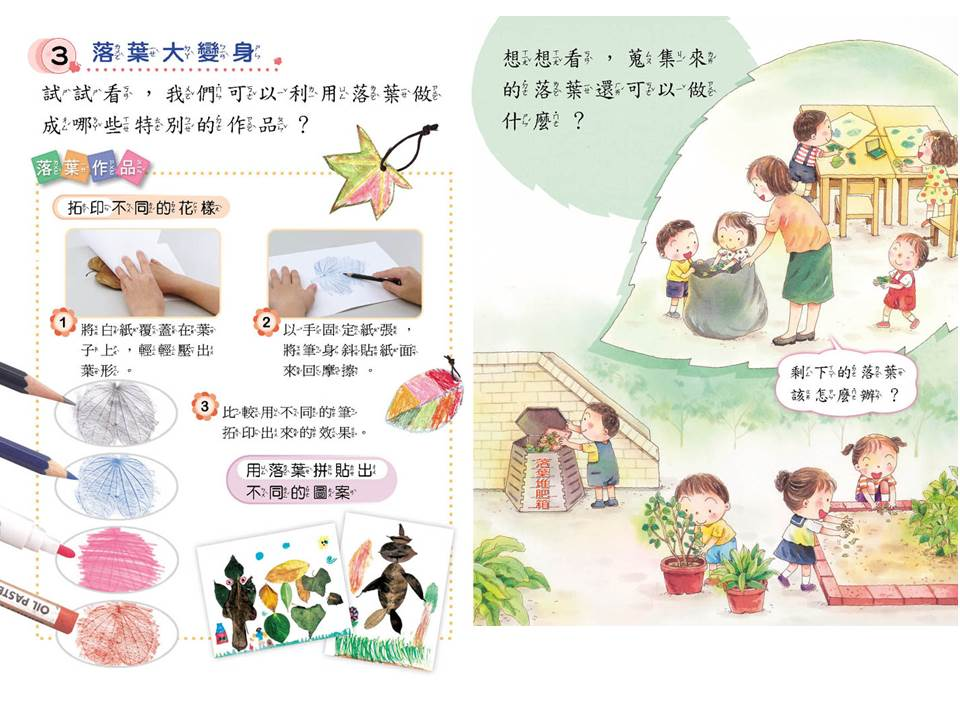 3 落葉大變身
試試看，我們可以利用落葉做
成哪些特別的作品？
落葉作品
拓印不同的花樣
1 將白紙覆蓋在葉
子上，輕輕壓出
葉形。
2 以手固定紙張，
將筆身斜貼紙面
來回摩擦。
3 比較用不同的筆
拓印出來的效果。
用落葉拼貼出
不同的圖案
OIL PASTE
想想看，蒐集來
的落葉還可以做
什麼？
剩下的落葉
該怎麼辦？
落葉堆肥箱